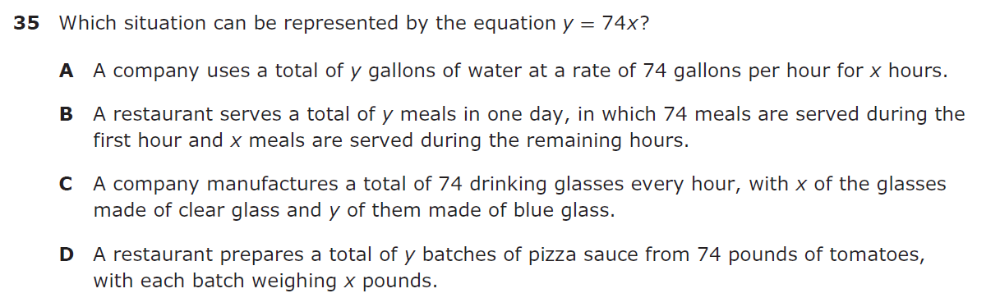 35 Which situation can be represented by the equation y = 74x?
A A company uses a total of y gallons of water at a rate of 74 gallons per hour for x hours.
B A restaurant serves a total of y meals in one day, in which 74 meals are served during the
first hour and x meals are served during the remaining hours.
C A company manufactures a total of 74 drinking glasses every hour, with x of the glasses
made of clear glass and y of them made of blue glass.
D A restaurant prepares a total of y batches of pizza sauce from 74 pounds of tomatoes,
with each batch weighing x pounds.